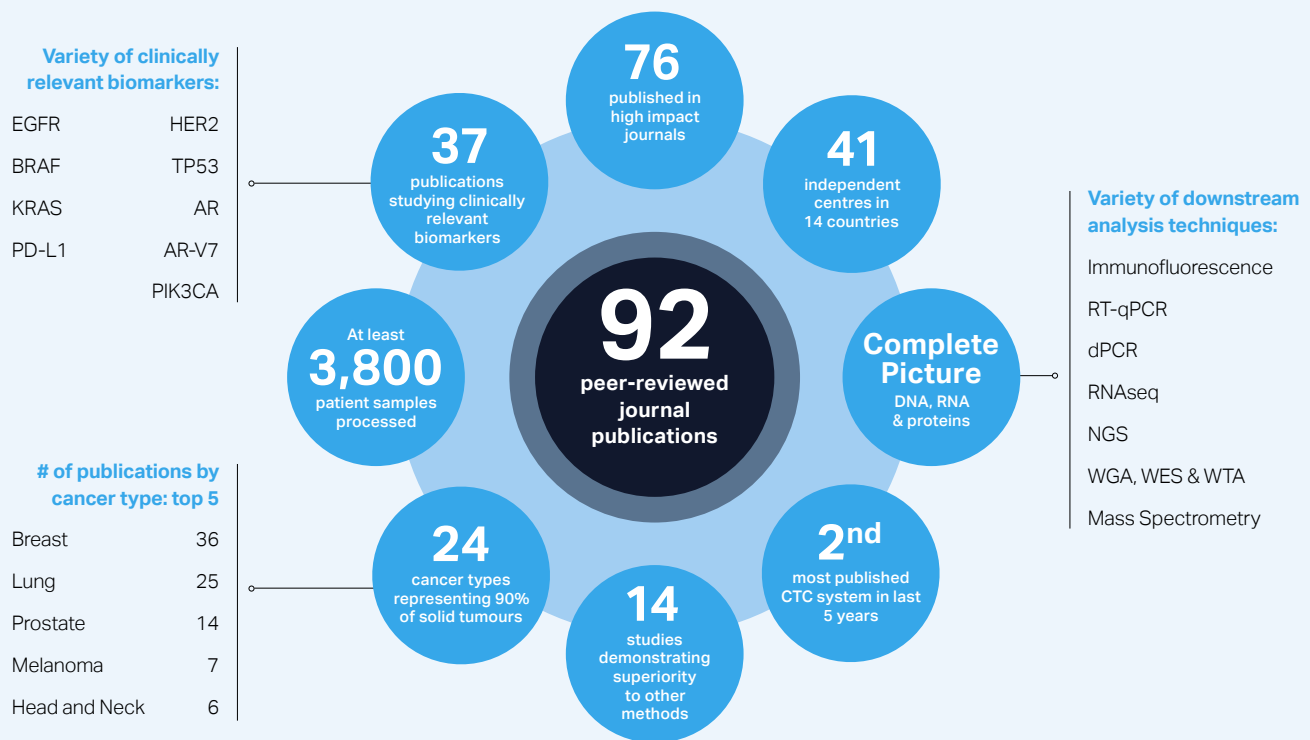 Variety of clinically
relevant biomarkers:
EGFR HER2
BRAF TP53
KRAS AR
PD-L1 AR-V7
PIK3CA
37
publications
studying clinically
relevant
biomarkers
76
published in
high impact
journals
41
independent
centres in
14 countries
At least
3,800
patient samples
processed
92
peer-reviewed
journal
publications
Complete
Picture
DNA, RNA
& proteins
Variety of downstream
analysis techniques:
Immunofluorescence
RT-qPCR
dPCR
RNAseq
NGS
WGA, WES & WTA
Mass Spectrometry
# of publications by
cancer type: top 5
Breast 36
Lung 25
Prostate 14
Melanoma 7
Head and Neck 6
24
cancer types
representing 90%
of solid tumours
14
studies
demonstrating
superiority
to other
methods
2nd
most published
CTC system in last
5 years